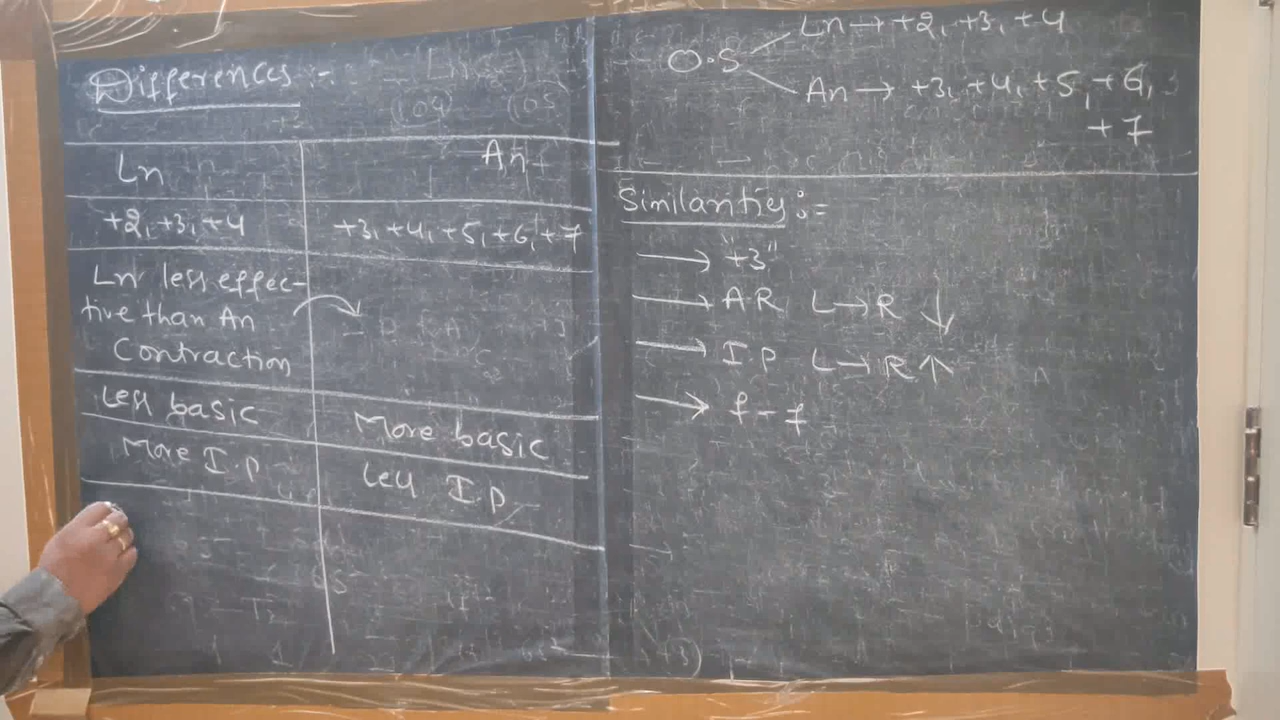 Differences :-
Ln An
+2, +3, +4 +3, +4, +5, +6, +7
Ln less effec-
tive than An
Contraction
Less basic More basic
More I.P Less I.P
O.S
Ln → +2, +3, +4
An → +3, +4, +5, +6,
+7
Similarities :-
→ "+3"
→ A.R L→R ↓
→ I.P L→R ↑
→ f-f